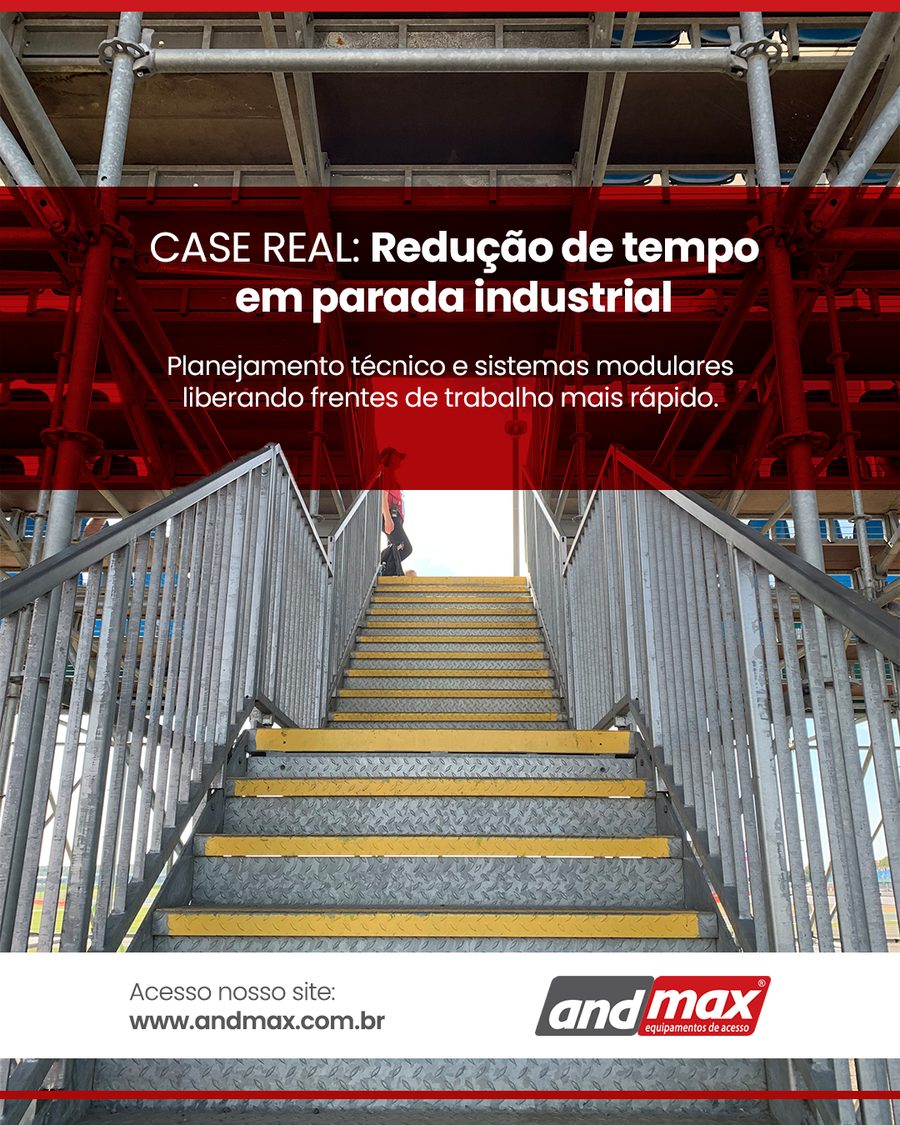 CASE REAL: Redução de tempo
em parada industrial
Planejamento técnico e sistemas modulares
liberando frentes de trabalho mais rápido.
Acesso nosso site:
www.andmax.com.br
andmax®
equipamentos de acesso